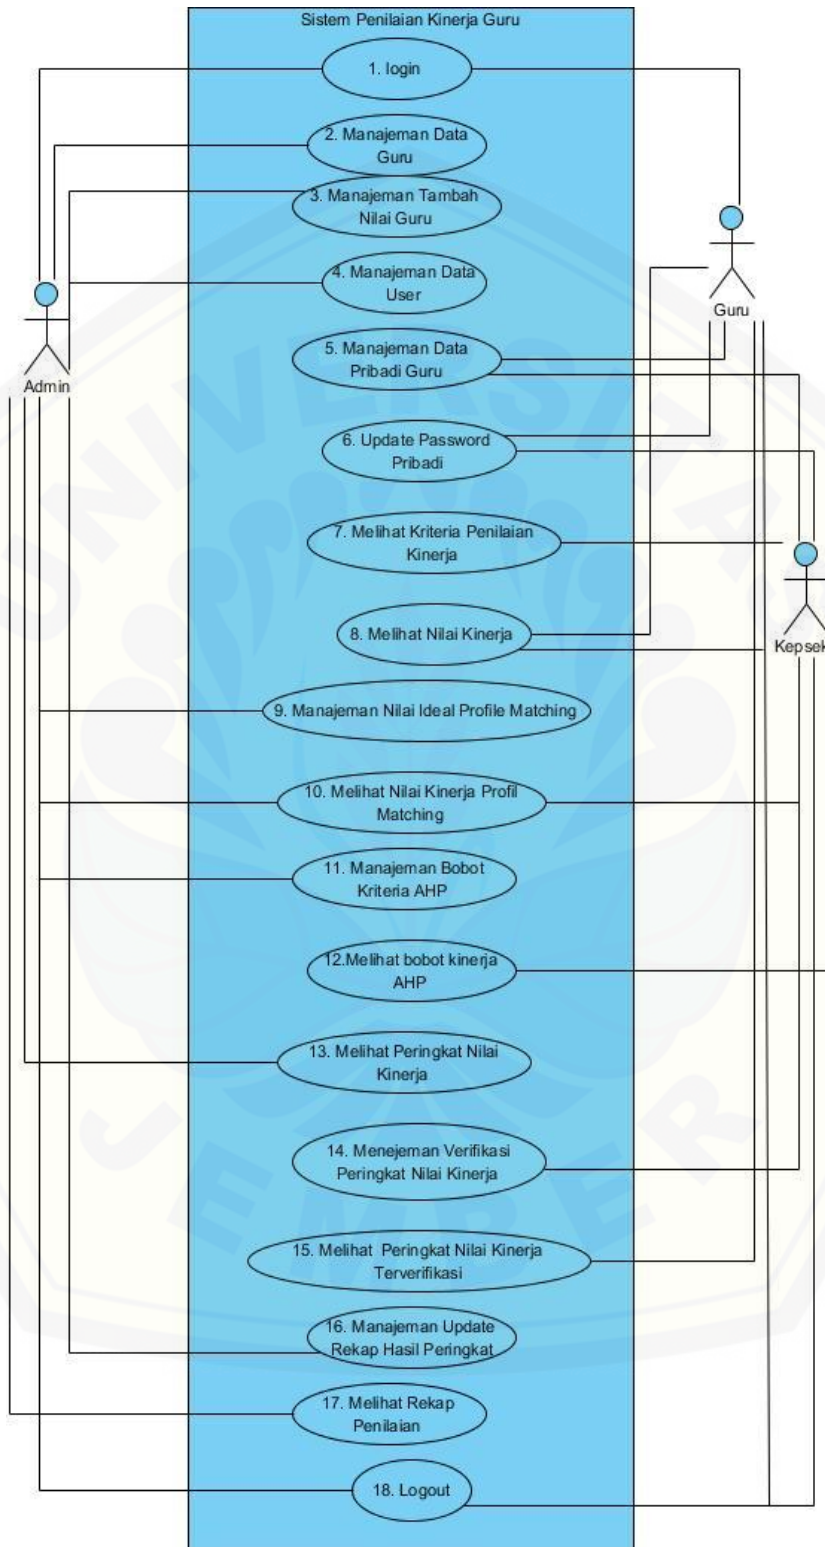 Sistem Penilaian Kinerja Guru
1. login
2. Manajeman Data
Guru
3. Manajeman Tambah
Nilai Guru
4. Manajeman Data
User
Guru
5. Manajeman Data
Pribadi Guru
Admin
6. Update Password
Pribadi
7. Melihat Kriteria Penilaian
Kinerja
8. Melihat Nilai Kinerja
Kepsek
9. Manajeman Nilai Ideal Profile Matching
10. Melihat Nilai Kinerja Profil
Matching
11. Manajeman Bobot
Kriteria AHP
12.Melihat bobot kinerja
AHP
13. Melihat Peringkat Nilai
Kinerja
14. Menejeman Verifikasi
Peringkat Nilai Kinerja
15. Melihat Peringkat Nilai Kinerja
Terverifikasi
16. Manajeman Update
Rekap Hasil Peringkat
17. Melihat Rekap
Penilaian
18. Logout
UNIVERSITAS
JEMBER